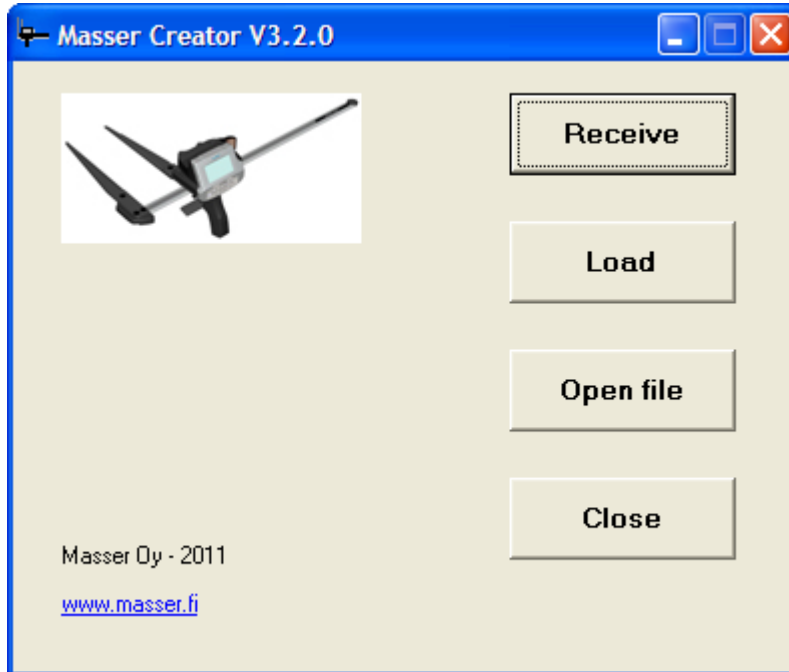 Masser Creator V3.2.0
Receive
Load
Open file
Close
Masser Oy - 2011
www.masser.fi